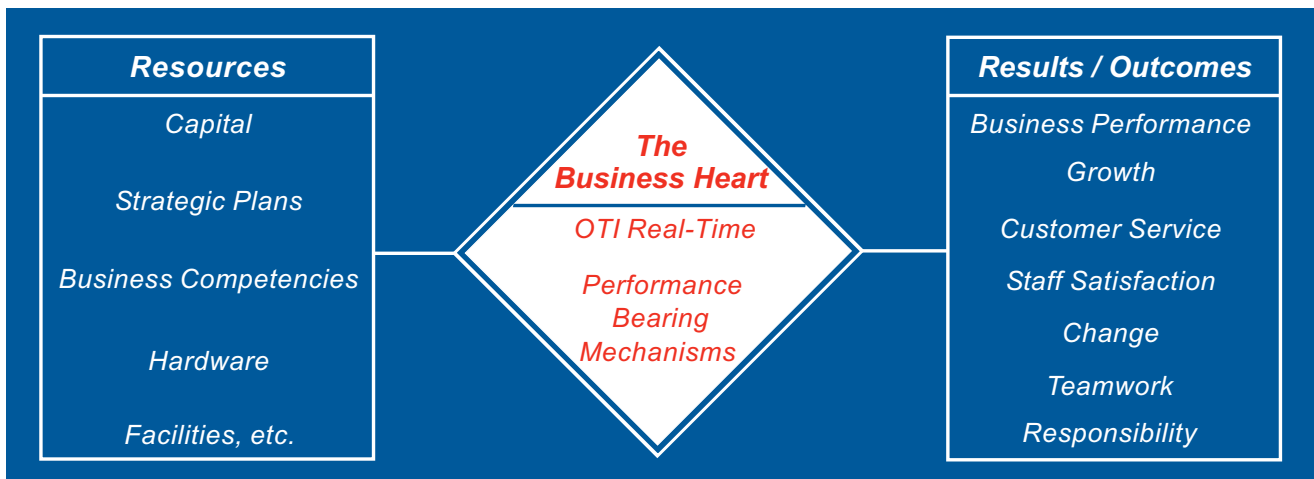 Resources
Capital
Strategic Plans
Business Competencies
Hardware
Facilities, etc.
The
Business Heart
OTI Real-Time
Performance
Bearing
Mechanisms
Results / Outcomes
Business Performance
Growth
Customer Service
Staff Satisfaction
Change
Teamwork
Responsibility